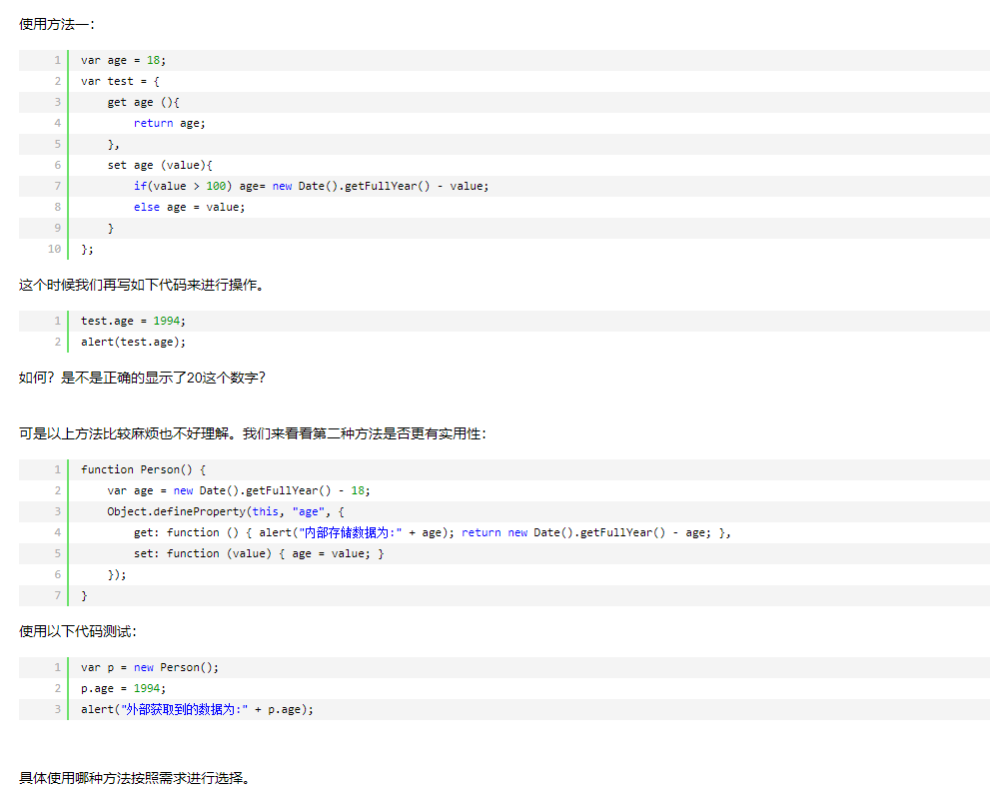 使用方法一：
1 var age = 18;
2 var test = {
3     get age (){
4         return age;
5     },
6     set age (value){
7         if(value > 100) age= new Date().getFullYear() - value;
8         else age = value;
9     }
10 };
这个时候我们再写如下代码来进行操作。
1 test.age = 1994;
2 alert(test.age);
如何？是不是正确的显示了20这个数字？
可是以上方法比较麻烦也不好理解。我们来看看第二种方法是否更有实用性：
1 function Person() {
2     var age = new Date().getFullYear() - 18;
3     Object.defineProperty(this, "age", {
4         get: function () { alert("内部存储数据为:" + age); return new Date().getFullYear() - age; },
5         set: function (value) { age = value; }
6     });
7 }
使用以下代码测试：
1 var p = new Person();
2 p.age = 1994;
3 alert("外部获取到的数据为:" + p.age);
具体使用哪种方法按照需求进行选择。